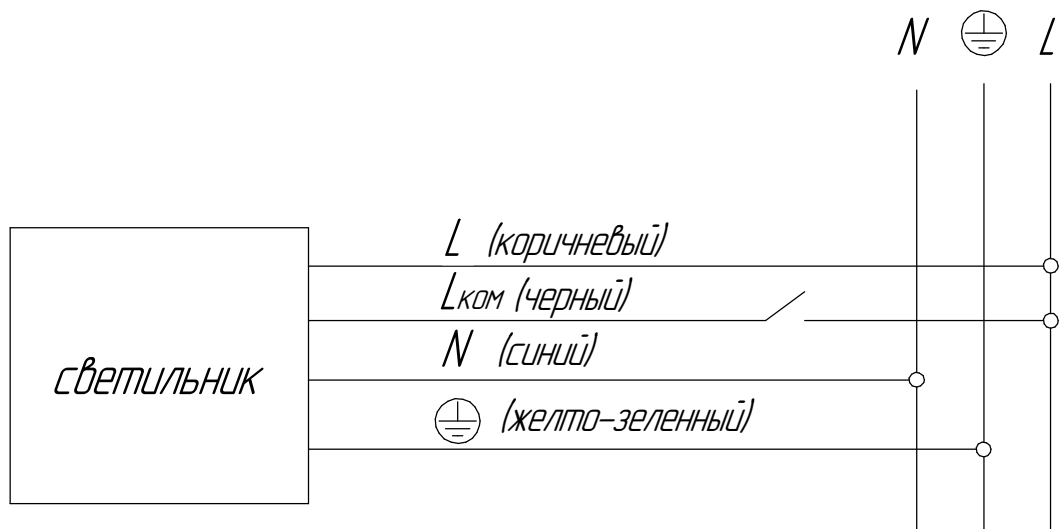 N L
L (коричневый)
Lком (черный)
N (синий)
светильник
(желто-зеленный)